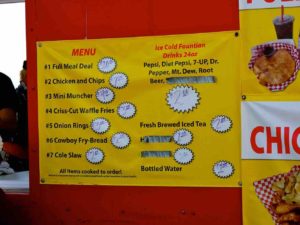 MENU
#1 Full Meal Deal
#2 Chicken and Chips
#3 Mini Muncher
#4 Criss-Cut Waffle Fries
#5 Onion Rings
#6 Cowboy Fry-Bread
#7 Cole Slaw
All items cooked to order!
Ice Cold Fountion
Drinks 24oz
Pepsi, Diet Pepsi, 7-UP, Dr.
Pepper, Mt. Dew, Root
Beer,
Fresh Brewed Iced Tea
Bottled Water
P
CHIC